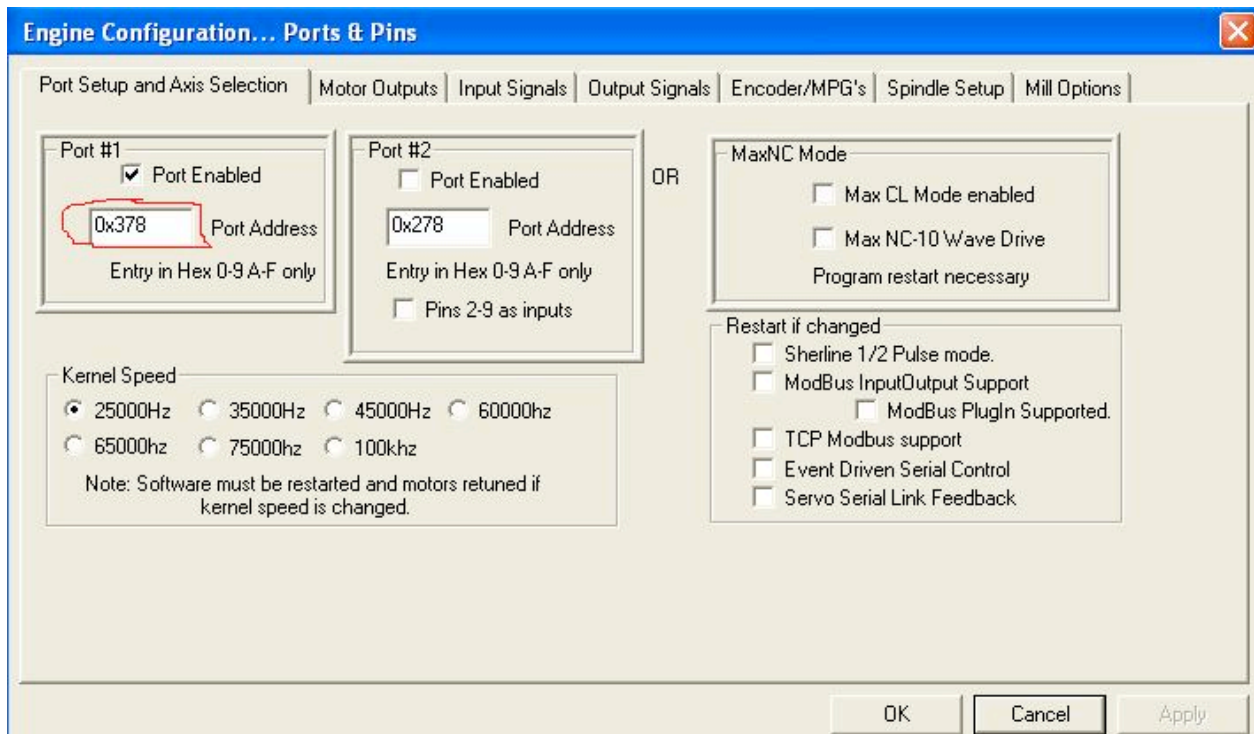 Engine Configuration... Ports & Pins
Port Setup and Axis Selection
Motor Outputs
Input Signals
Output Signals
Encoder/MPG's
Spindle Setup
Mill Options
Port #1
Port Enabled
0x378 Port Address
Entry in Hex 0-9 A-F only
Port #2
Port Enabled
0x278 Port Address
Entry in Hex 0-9 A-F only
Pins 2-9 as inputs
OR
MaxNC Mode
Max CL Mode enabled
Max NC-10 Wave Drive
Program restart necessary
Kernel Speed
25000Hz 35000Hz 45000Hz 60000hz
65000hz 75000hz 100khz
Note: Software must be restarted and motors retuned if
kernel speed is changed.
Restart if changed
Sherline 1/2 Pulse mode.
ModBus InputOutput Support
ModBus PlugIn Supported.
TCP Modbus support
Event Driven Serial Control
Servo Serial Link Feedback
OK Cancel Apply